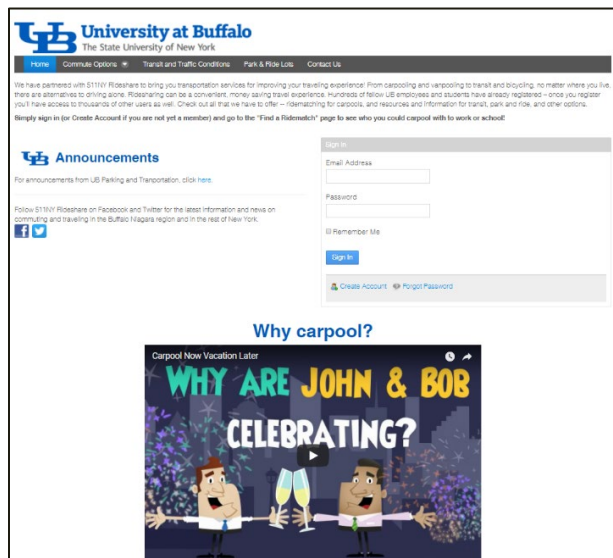 UB University at Buffalo
The State University of New York
Home Commute Options Transit and Traffic Conditions Park & Ride Lots Contact Us
We have partnered with 511NY Rideshare to bring you transportation services for improving your traveling experience! From carpooling and vanpooling to transit and bicycling, no matter where you live,
there are alternatives to driving alone. Ridesharing can be a convenient, money saving travel experience. Hundreds of fellow UB employees and students have already registered – once you register
you'll have access to thousands of other users as well. Check out all that we have to offer – ridematching for carpools, and resources and information for transit, park and ride, and other options.
Simply sign in (or Create Account if you are not yet a member) and go to the "Find a Ridematch" page to see who you could carpool with to work or school!
UB Announcements
For announcements from UB Parking and Tranportation, click here.
Follow 511NY Rideshare on Facebook and Twitter for the latest information and news on
commuting and traveling in the Buffalo Niagara region and in the rest of New York.
Sign In
Email Address
Password
Remember Me
Sign In
Create Account Forgot Password
Why carpool?
Carpool Now Vacation Later
WHY ARE JOHN & BOB
CELEBRATING?